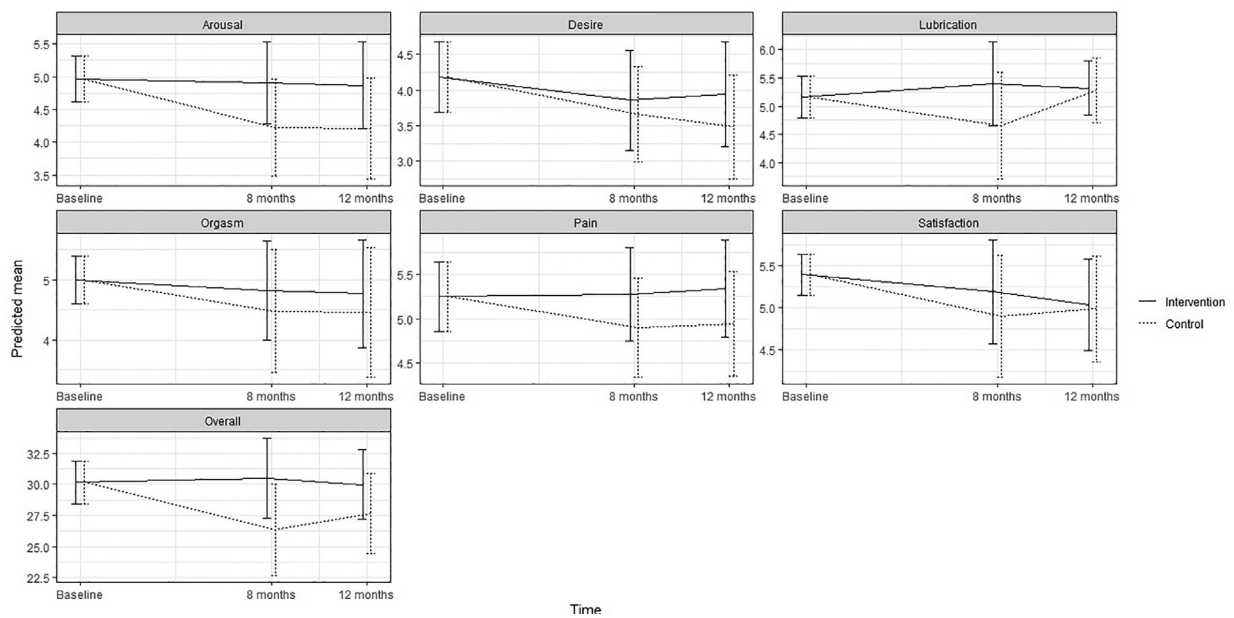 Arousal
Desire
Lubrication
5.5
5.0
4.5
4.0
3.5
4.5
4.0
3.5
3.0
6.0
5.5
5.0
4.5
4.0
Baseline 8 months 12 months
Baseline 8 months 12 months
Baseline 8 months 12 months
Orgasm
Pain
Satisfaction
Predicted mean
5
4
5.5
5.0
4.5
5.5
5.0
4.5
Intervention
Control
Baseline 8 months 12 months
Baseline 8 months 12 months
Baseline 8 months 12 months
Overall
32.5
30.0
27.5
25.0
22.5
Baseline 8 months 12 months
Time